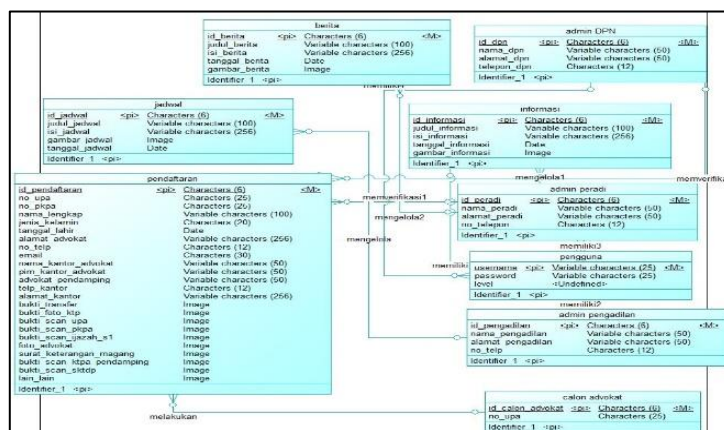 berita
id_berita <pi> Characters (6) <M>
judul_berita Variable characters (100)
isi_berita Variable characters (256)
tanggal_berita Date
gambar_berita Image
Identifier_1 <pi>
admin DPN
id_dpn <pi> Characters (6) <M>
nama_dpn Variable characters (50)
alamat_dpn Variable characters (50)
telepon_dpn Characters (12)
Identifier_1 <pi>
jadwal
id_jadwal <pi> Characters (6) <M>
judul_jadwal Variable characters (100)
isi_jadwal Variable characters (256)
gambar_jadwal Image
tanggal_jadwal Date
Identifier_1 <pi>
informasi
id_informasi <pi> Characters (6) <M>
judul_informasi Variable characters (100)
isi_informasi Variable characters (256)
tanggal_informasi Date
gambar_informasi Image
Identifier_1 <pi>
mengelola1
memverifikasi1
mengelola2
mengelola
pendaftaran
id_pendaftaran <pi> Characters (6) <M>
no_upa Characters (25)
no_pkpa Characters (25)
nama_lengkap Variable characters (100)
jenis_kelamin Characters (20)
tanggal_lahir Date
alamat_advokat Variable characters (256)
no_telp Characters (12)
email Characters (30)
nama_kantor_advokat Variable characters (50)
pim_kantor_advokat Variable characters (50)
advokat_pendamping Variable characters (50)
telp_kantor Characters (12)
alamat_kantor Variable characters (256)
bukti_transfer Image
bukti_foto_ktp Image
bukti_scan_upa Image
bukti_scan_pkpa Image
bukti_scan_ijazah_s1 Image
foto_advokat Image
surat_keterangan_magang Image
bukti_scan_ktpa_pendamping Image
bukti_scan_sktdp Image
lain_lain Image
Identifier_1 <pi>
admin peradi
id_peradi <pi> Characters (6) <M>
nama_peradi Variable characters (50)
alamat_peradi Variable characters (50)
no_telepon Characters (12)
Identifier_1 <pi>
memiliki3
pengguna
username <pi> Variable characters (25) <M>
password Variable characters (25)
level <Undefined>
Identifier_1 <pi>
memiliki2
admin pengadilan
id_pengadilan <pi> Characters (6) <M>
nama_pengadilan Variable characters (50)
alamat_pengadilan Variable characters (50)
no_telp Characters (12)
Identifier_1 <pi>
calon advokat
id_calon_advokat <pi> Characters (6) <M>
no_upa Characters (25)
Identifier_1 <pi>
melakukan